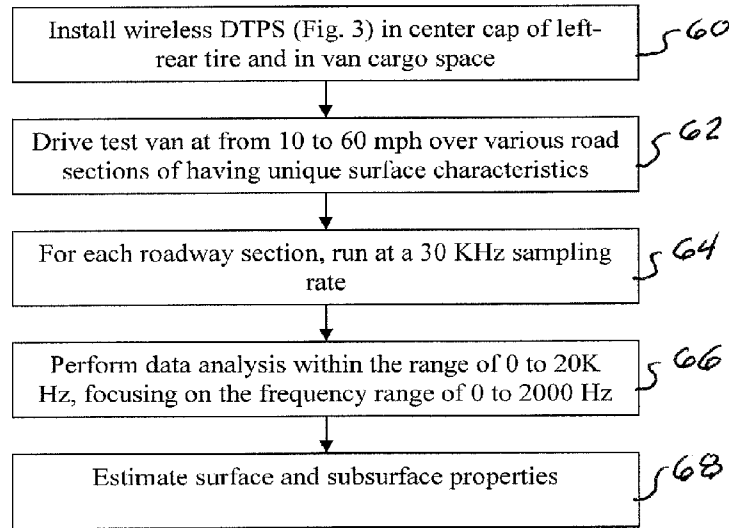 Install wireless DTPS (Fig. 3) in center cap of left-
rear tire and in van cargo space
60
Drive test van at from 10 to 60 mph over various road
sections of having unique surface characteristics
62
For each roadway section, run at a 30 KHz sampling
rate
64
Perform data analysis within the range of 0 to 20K
Hz, focusing on the frequency range of 0 to 2000 Hz
66
Estimate surface and subsurface properties
68